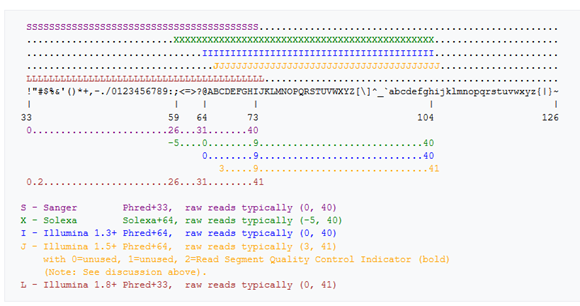 SSSSSSSSSSSSSSSSSSSSSSSSSSSSSSSSSSSSSSSSS.....................................................
..........................XXXXXXXXXXXXXXXXXXXXXXXXXXXXXXXXXXXXXXXXXXXXXX......................
...............................IIIIIIIIIIIIIIIIIIIIIIIIIIIIIIIIIIIIIIIII......................
.................................JJJJJJJJJJJJJJJJJJJJJJJJJJJJJJJJJJJJJJJ.....................
LLLLLLLLLLLLLLLLLLLLLLLLLLLLLLLLLLLLLLLLLL....................................................
!"#$%&'()*+,-./0123456789:;<=>?@ABCDEFGHIJKLMNOPQRSTUVWXYZ[\]^_`abcdefghijklmnopqrstuvwxyz{|}~
| | | | | |
33 59 64 73 104 126
0........................26...31.......40
-5....0........9.............................40
0........9.............................40
3.....9..............................41
0.2......................26...31........41
S - Sanger Phred+33, raw reads typically (0, 40)
X - Solexa Solexa+64, raw reads typically (-5, 40)
I - Illumina 1.3+ Phred+64, raw reads typically (0, 40)
J - Illumina 1.5+ Phred+64, raw reads typically (3, 41)
with 0=unused, 1=unused, 2=Read Segment Quality Control Indicator (bold)
(Note: See discussion above).
L - Illumina 1.8+ Phred+33, raw reads typically (0, 41)